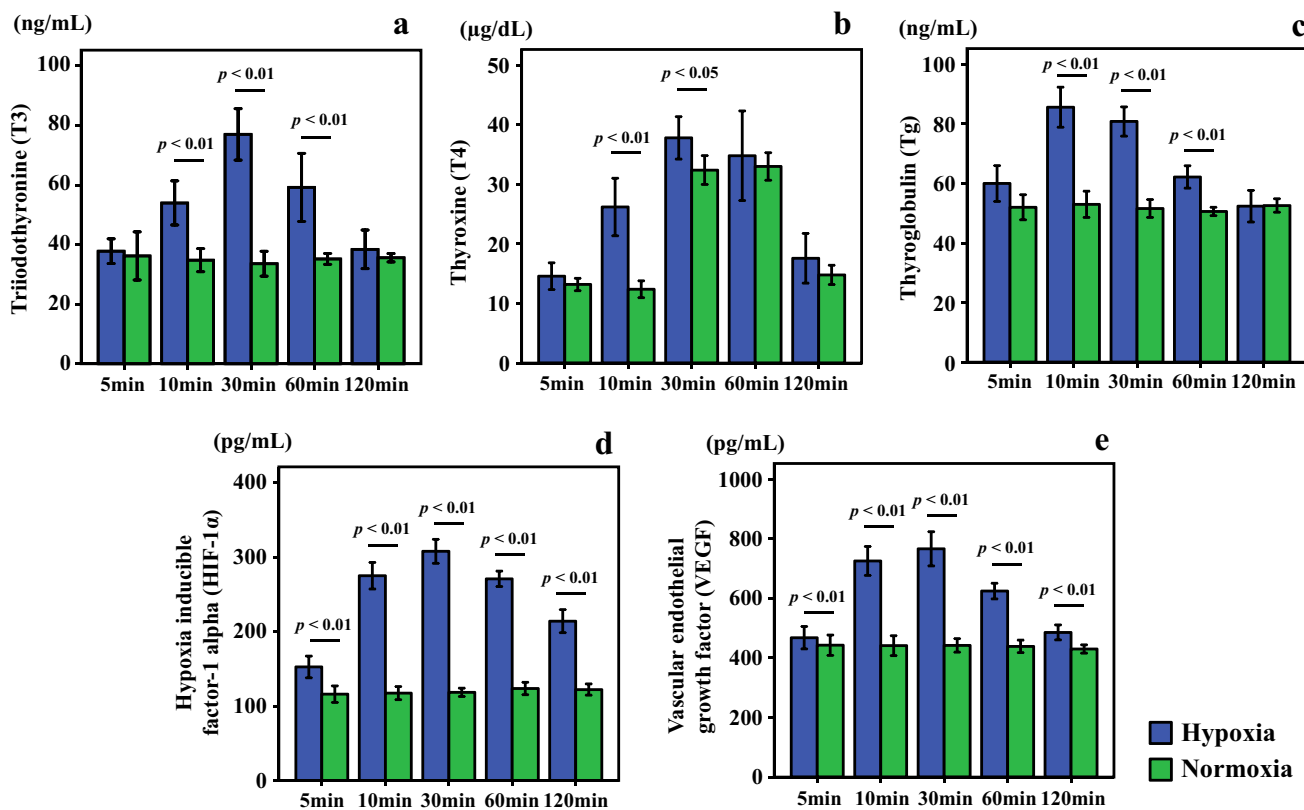 (ng/mL)
a
Triiodothyronine (T3)
100
80
60
40
20
0
p < 0.01
p < 0.01
p < 0.01
5min 10min 30min 60min 120min
(µg/dL)
b
Thyroxine (T4)
50
40
30
20
10
0
p < 0.05
p < 0.01
5min 10min 30min 60min 120min
(ng/mL)
c
Thyroglobulin (Tg)
100
80
60
40
20
0
p < 0.01
p < 0.01
p < 0.01
5min 10min 30min 60min 120min
(pg/mL)
d
Hypoxia inducible
factor-1 alpha (HIF-1α)
400
300
200
100
0
p < 0.01
p < 0.01
p < 0.01
p < 0.01
p < 0.01
5min 10min 30min 60min 120min
(pg/mL)
e
Vascular endothelial
growth factor (VEGF)
1000
800
600
400
200
0
p < 0.01
p < 0.01
p < 0.01
p < 0.01
p < 0.01
5min 10min 30min 60min 120min
Hypoxia
Normoxia